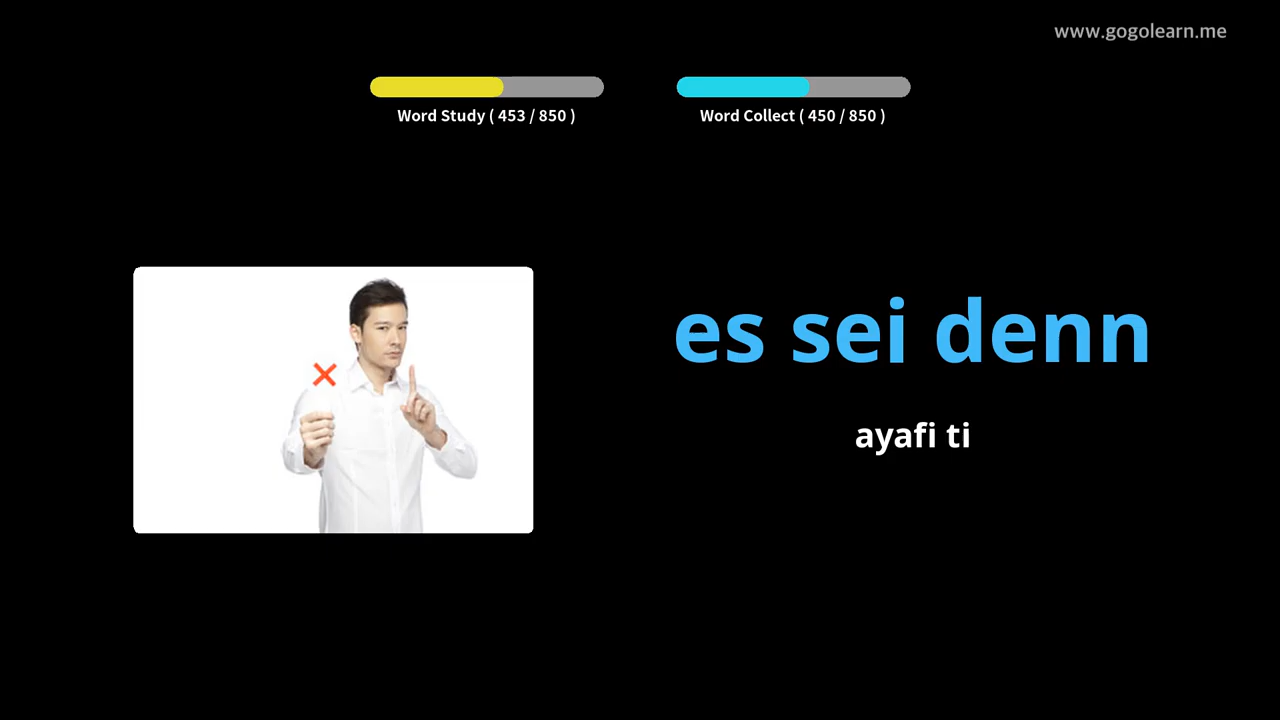 www.gogolearn.me
Word Study ( 453 / 850 )
Word Collect ( 450 / 850 )
es sei denn
ayafi ti